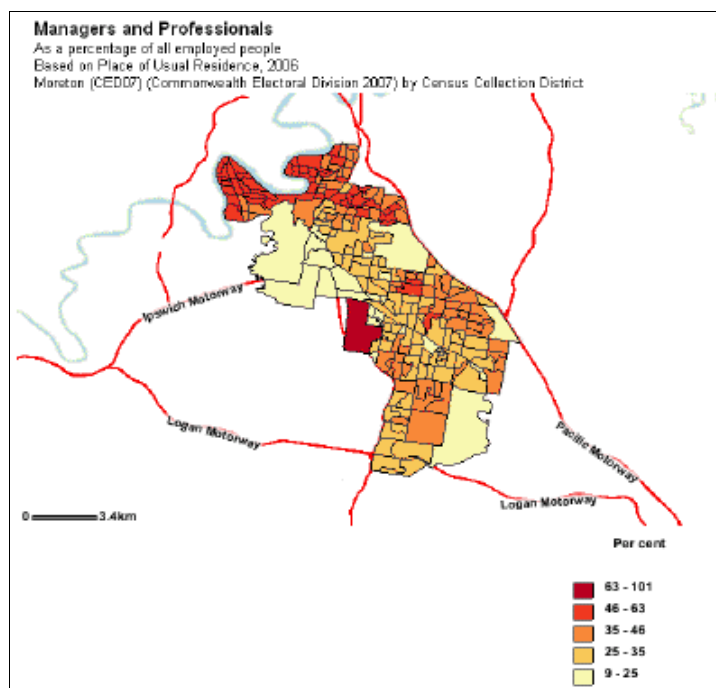 Managers and Professionals
As a percentage of all employed people
Based on Place of Usual Residence, 2006
Moreton (CED07) (Commonwealth Electoral Division 2007) by Census Collection District
Ipswich Motorway
Logan Motorway
Pacific Motorway
Logan Motorway
0 3.4km
Per cent
63 - 101
46 - 63
35 - 46
25 - 35
9 - 25